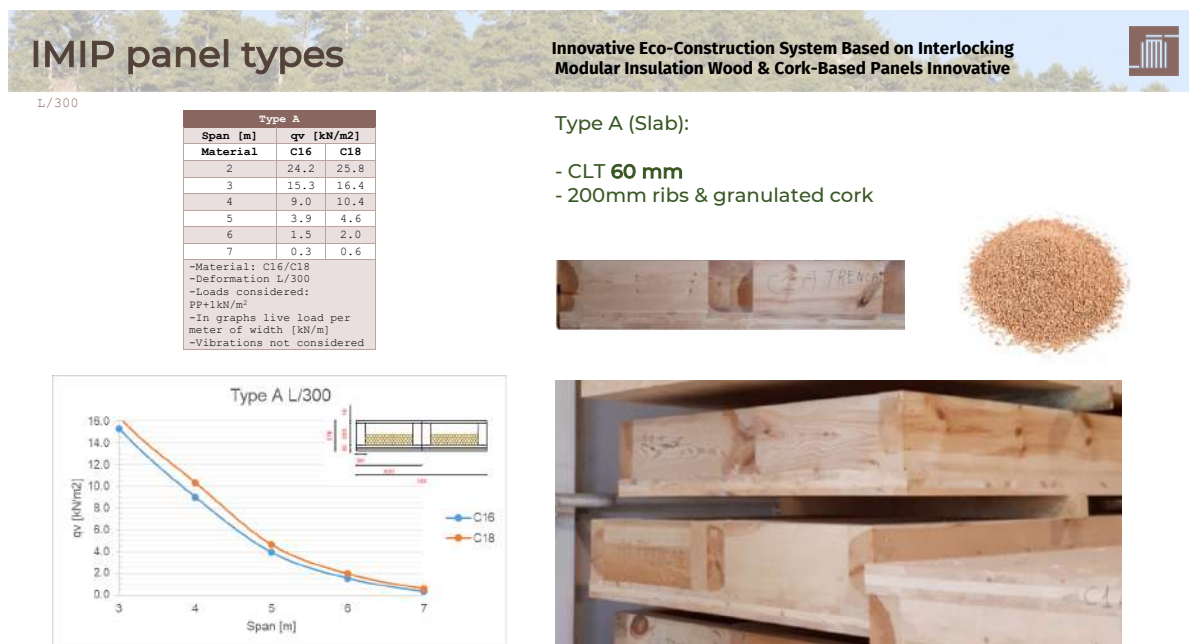 IMIP panel types
Innovative Eco-Construction System Based on Interlocking
Modular Insulation Wood & Cork-Based Panels Innovative
L/300
Type A
Span [m] qv [kN/m2]
Material C16 C18
2 24.2 25.8
3 15.3 16.4
4 9.0 10.4
5 3.9 4.6
6 1.5 2.0
7 0.3 0.6
-Material: C16/C18
-Deformation L/300
-Loads considered:
PP+1kN/m²
-In graphs live load per
meter of width [kN/m]
-Vibrations not considered
Type A (Slab):
- CLT 60 mm
- 200mm ribs & granulated cork
Type A L/300
16.0
14.0
12.0
10.0
8.0
6.0
4.0
2.0
0.0
qv [kN/m2]
3 4 5 6 7
Span [m]
C16
C18
C1